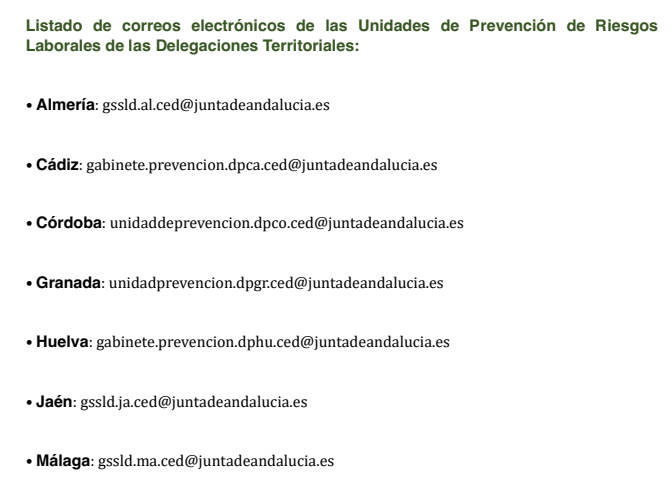 Listado de correos electrónicos de las Unidades de Prevención de Riesgos
Laborales de las Delegaciones Territoriales:
• Almería: gssld.al.ced@juntadeandalucia.es
• Cádiz: gabinete.prevencion.dpca.ced@juntadeandalucia.es
• Córdoba: unidaddeprevencion.dpco.ced@juntadeandalucia.es
• Granada: unidadprevencion.dpgr.ced@juntadeandalucia.es
• Huelva: gabinete.prevencion.dphu.ced@juntadeandalucia.es
• Jaén: gssld.ja.ced@juntadeandalucia.es
• Málaga: gssld.ma.ced@juntadeandalucia.es